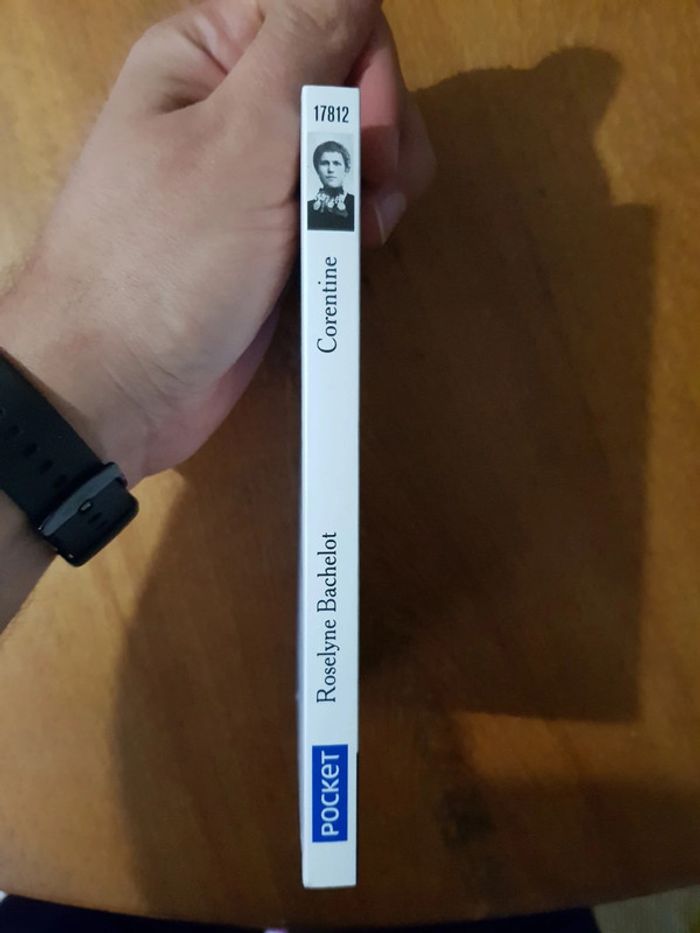 17812
Corentine
Roselyne Bachelot
POCKET